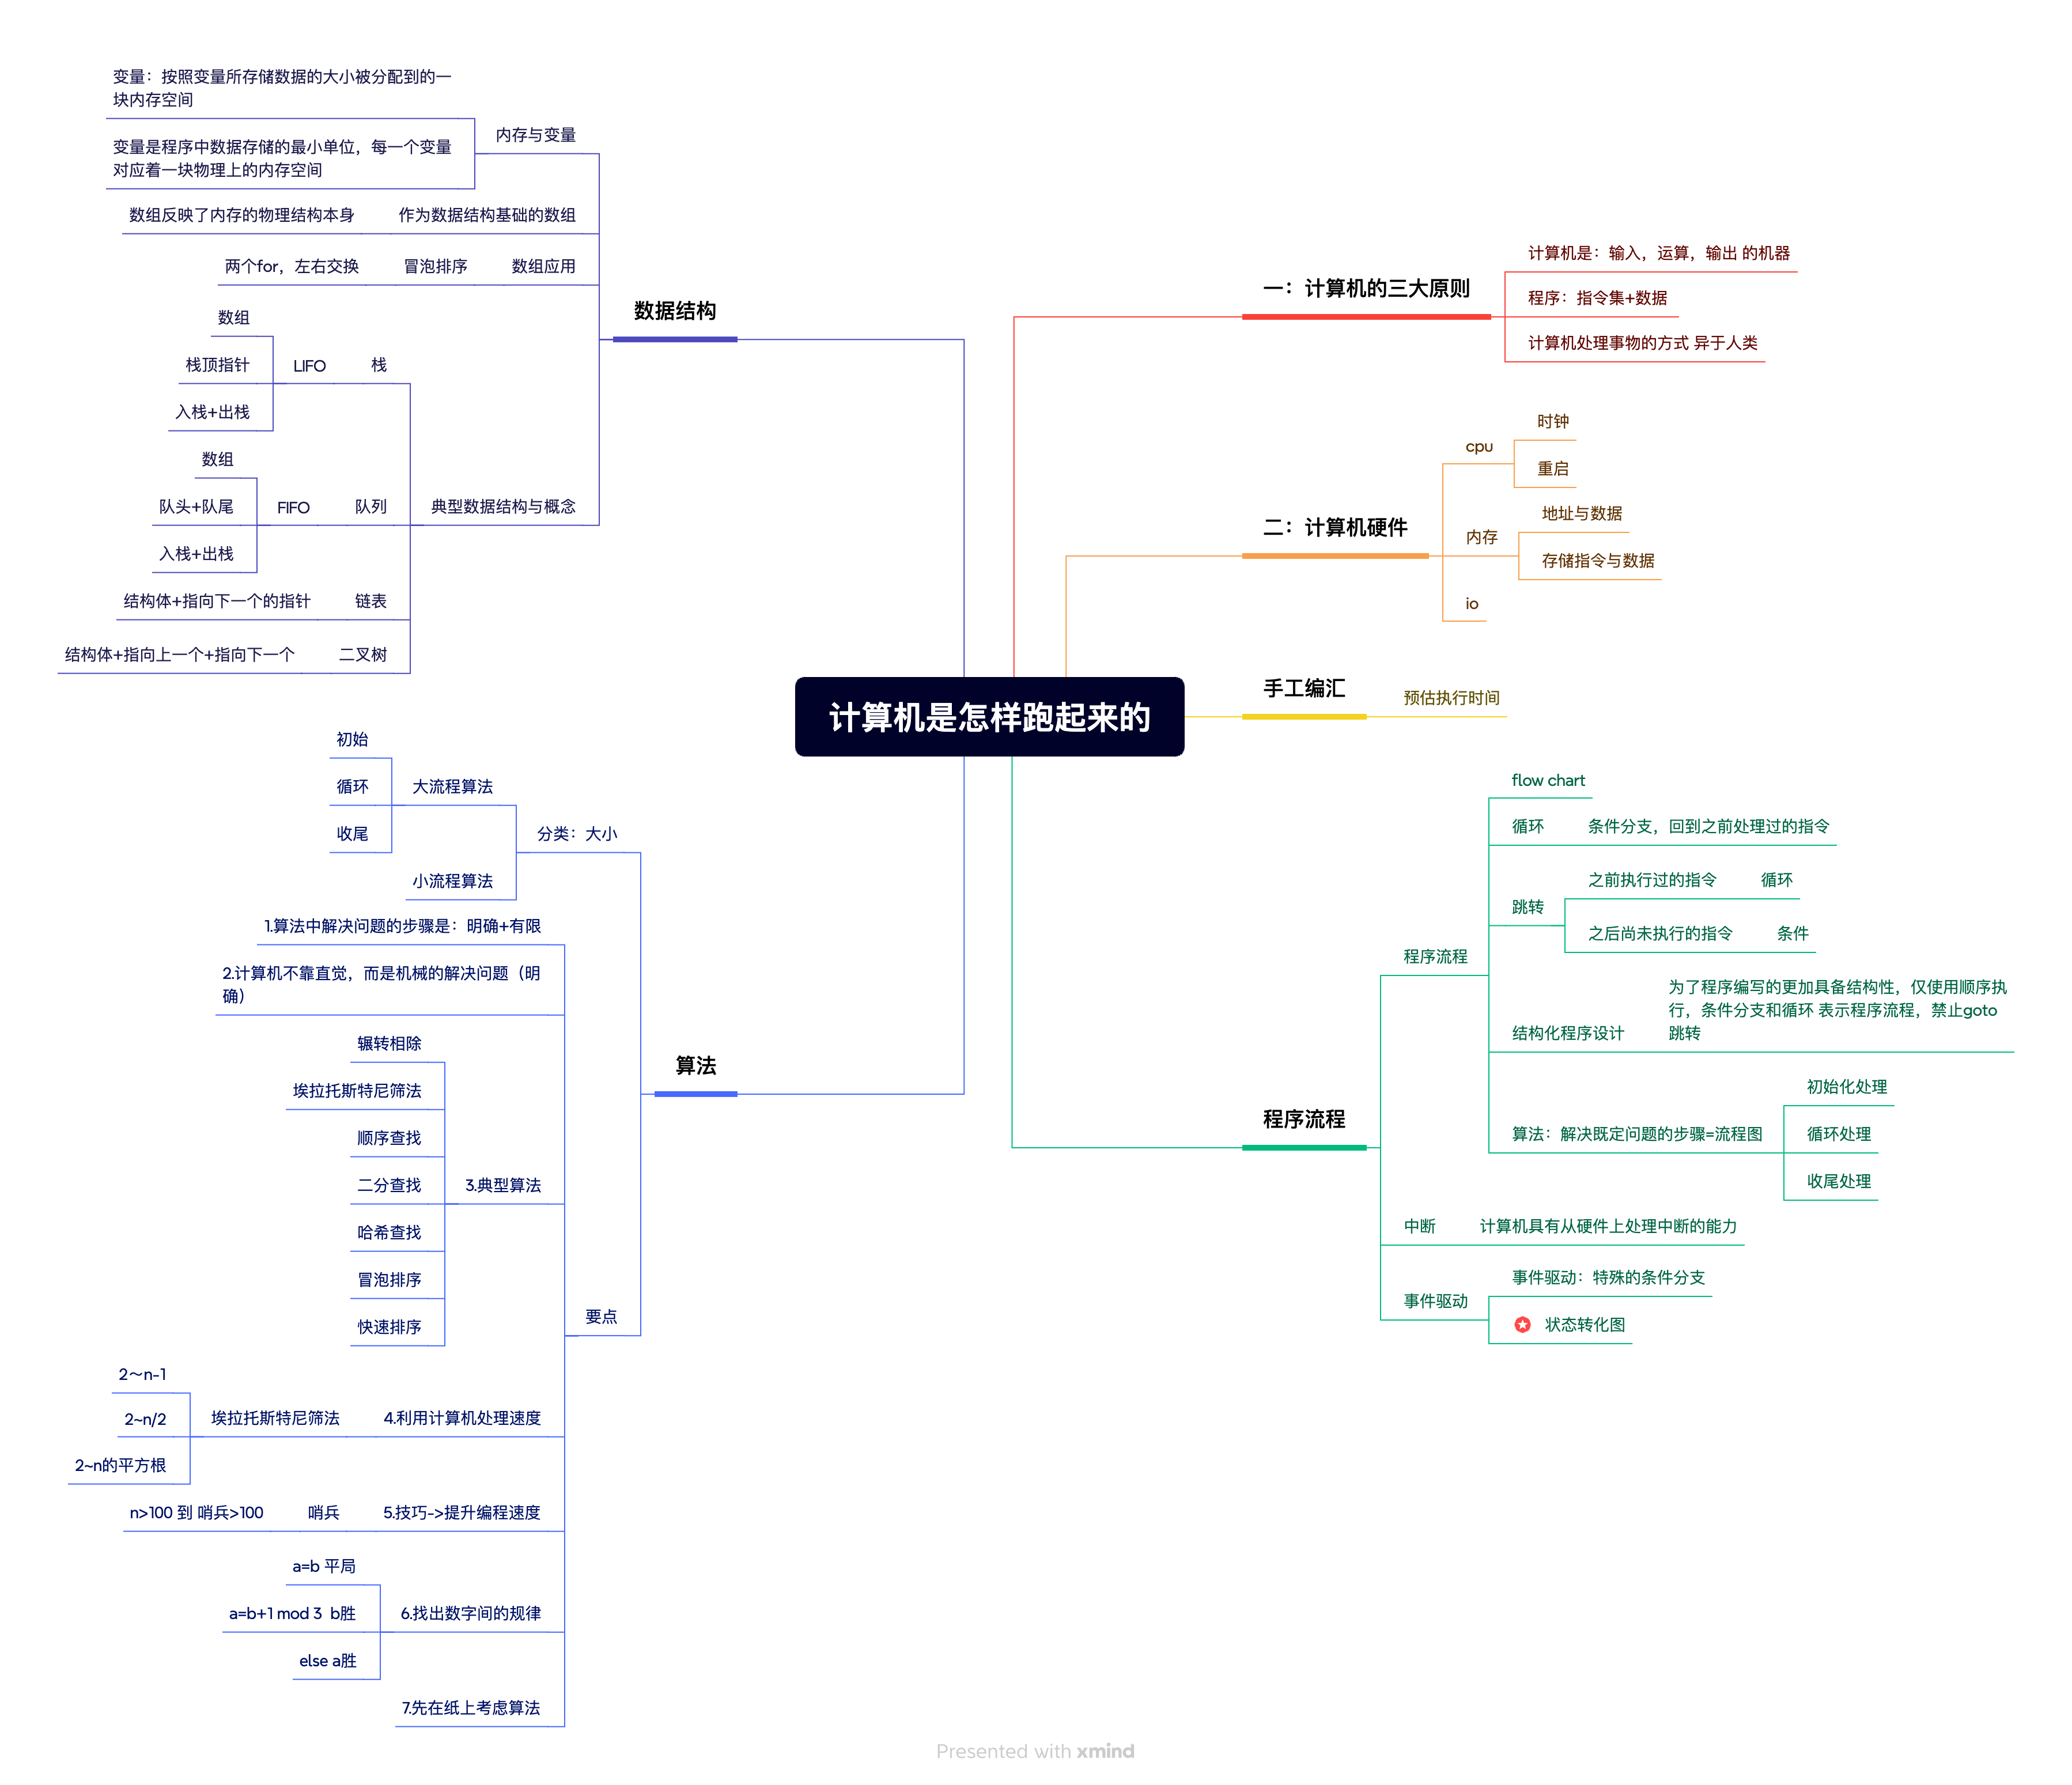 计算机是怎样跑起来的
一：计算机的三大原则
计算机是：输入，运算，输出 的机器
程序：指令集+数据
计算机处理事物的方式 异于人类
二：计算机硬件
cpu
时钟
重启
内存
地址与数据
存储指令与数据
io
手工编汇
预估执行时间
程序流程
程序流程
flow chart
循环
条件分支，回到之前处理过的指令
跳转
之前执行过的指令
循环
之后尚未执行的指令
条件
结构化程序设计
为了程序编写的更加具备结构性，仅使用顺序执
行，条件分支和循环 表示程序流程，禁止goto
跳转
算法：解决既定问题的步骤=流程图
初始化处理
循环处理
收尾处理
中断
计算机具有从硬件上处理中断的能力
事件驱动
事件驱动：特殊的条件分支
状态转化图
数据结构
内存与变量
变量：按照变量所存储数据的大小被分配到的一
块内存空间
变量是程序中数据存储的最小单位，每一个变量
对应着一块物理上的内存空间
作为数据结构基础的数组
数组反映了内存的物理结构本身
数组应用
冒泡排序
两个for，左右交换
典型数据结构与概念
栈
LIFO
数组
栈顶指针
入栈+出栈
队列
FIFO
数组
队头+队尾
入栈+出栈
链表
结构体+指向下一个的指针
二叉树
结构体+指向上一个+指向下一个
算法
分类：大小
大流程算法
初始
循环
收尾
小流程算法
要点
1.算法中解决问题的步骤是：明确+有限
2.计算机不靠直觉，而是机械的解决问题（明
确）
3.典型算法
辗转相除
埃拉托斯特尼筛法
顺序查找
二分查找
哈希查找
冒泡排序
快速排序
4.利用计算机处理速度
埃拉托斯特尼筛法
2～n-1
2~n/2
2~n的平方根
5.技巧->提升编程速度
哨兵
n>100 到 哨兵>100
6.找出数字间的规律
a=b 平局
a=b+1 mod 3  b胜
else a胜
7.先在纸上考虑算法
Presented with xmind